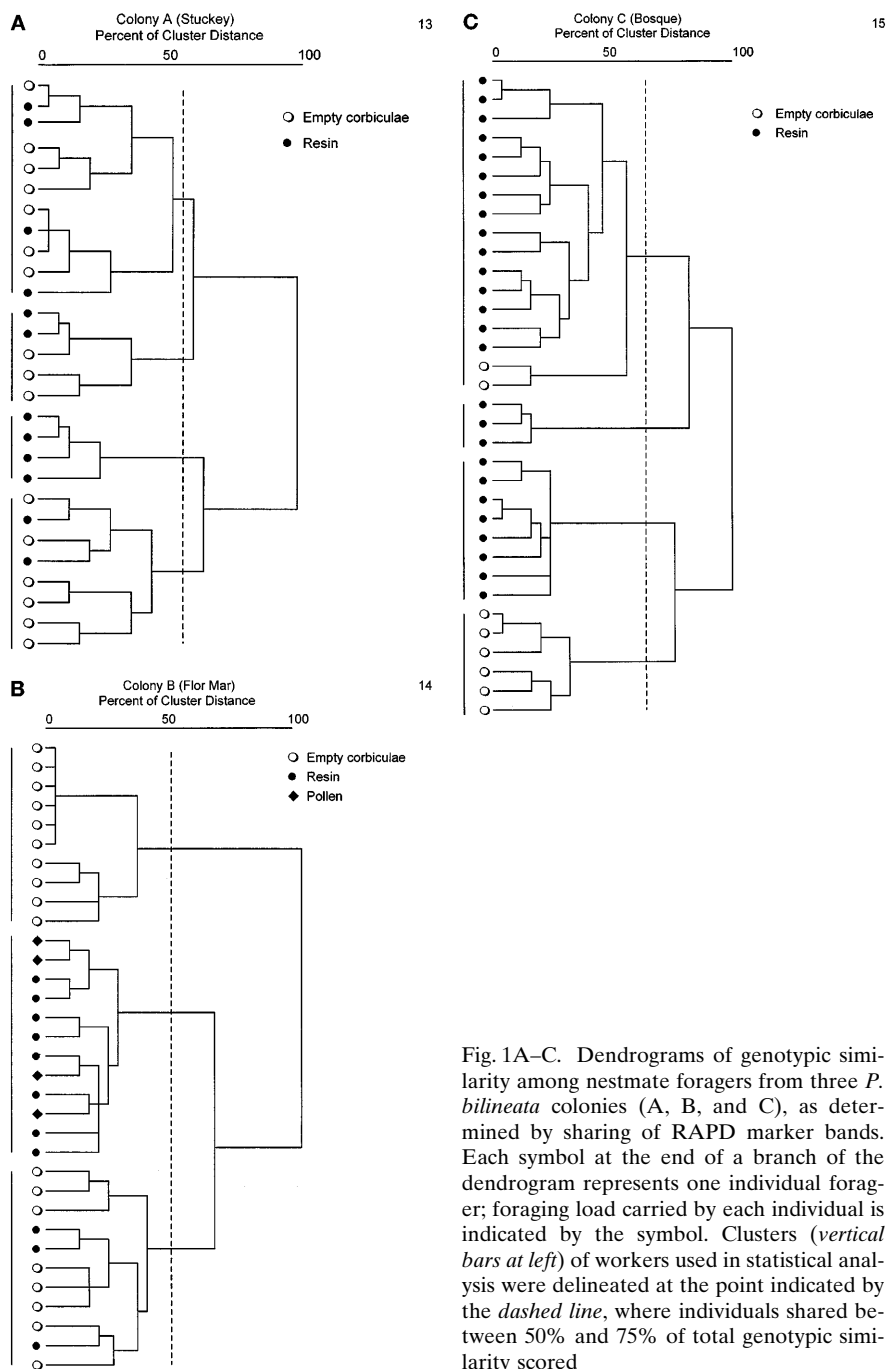 A
Colony A (Stuckey)
13
Percent of Cluster Distance
0 50 100
Empty corbiculae
Resin
B
Colony B (Flor Mar)
14
Percent of Cluster Distance
0 50 100
Empty corbiculae
Resin
Pollen
C
Colony C (Bosque)
15
Percent of Cluster Distance
0 50 100
Empty corbiculae
Resin
Fig. 1A–C. Dendrograms of genotypic simi-
larity among nestmate foragers from three P.
bilineata colonies (A, B, and C), as deter-
mined by sharing of RAPD marker bands.
Each symbol at the end of a branch of the
dendrogram represents one individual forag-
er; foraging load carried by each individual is
indicated by the symbol. Clusters (vertical
bars at left) of workers used in statistical anal-
ysis were delineated at the point indicated by
the dashed line, where individuals shared be-
tween 50% and 75% of total genotypic simi-
larity scored